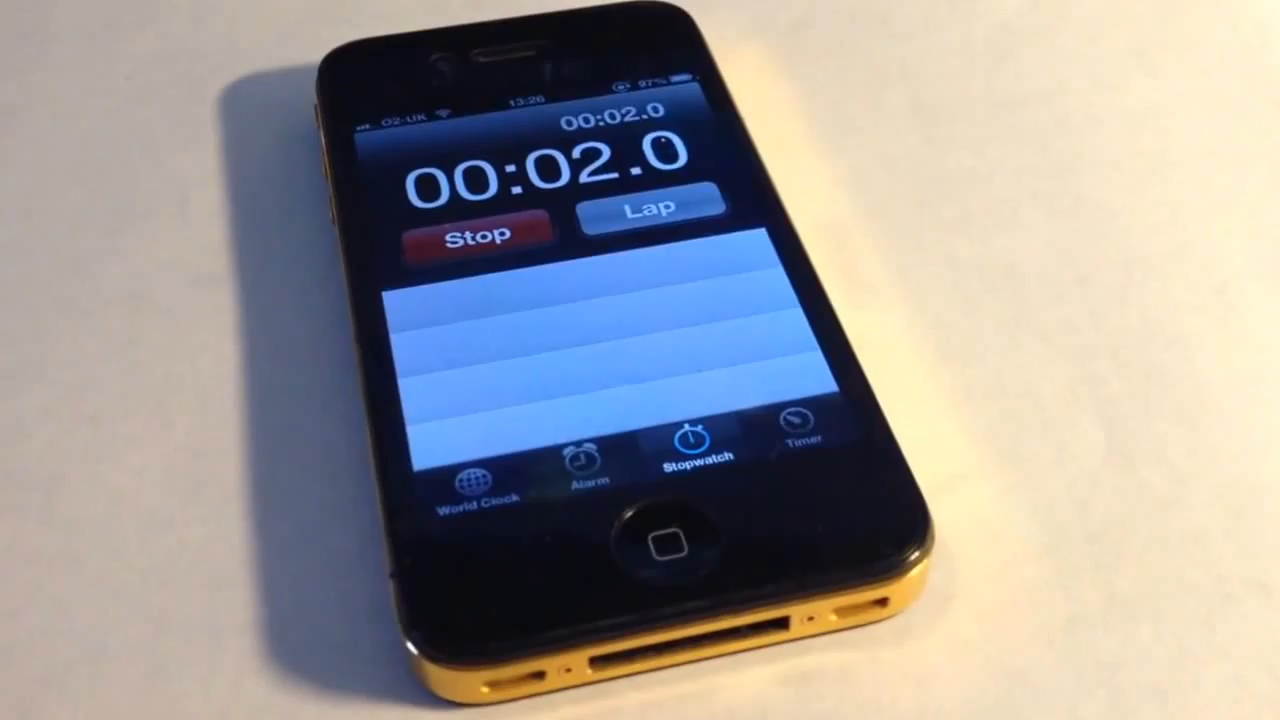 O2-UK 13:26 97%
00:02.0
00:02.0
Stop Lap
World Clock Alarm Stopwatch Timer